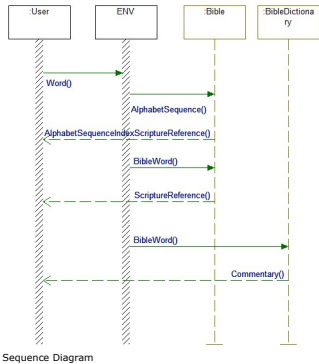 :User
ENV
:Bible
:BibleDictiona
ry
Word()
AlphabetSequence()
AlphabetSequenceIndexScriptureReference()
BibleWord()
ScriptureReference()
BibleWord()
Commentary()
Sequence Diagram